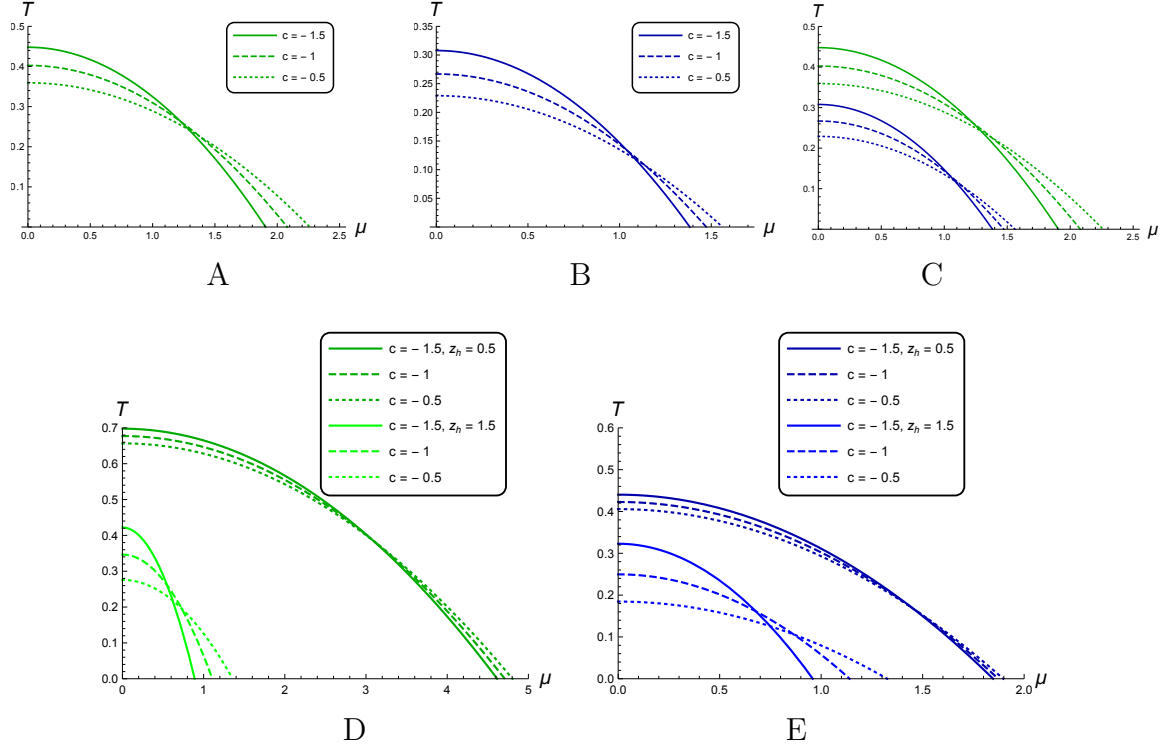 T
0.5
0.4
0.3
0.2
0.1
0.0 0.5 1.0 1.5 2.0 2.5
μ
c = - 1.5
c = - 1
c = - 0.5
A
T
0.35
0.30
0.25
0.20
0.15
0.10
0.05
0.0 0.5 1.0 1.5
μ
c = - 1.5
c = - 1
c = - 0.5
B
T
0.5
0.4
0.3
0.2
0.1
0.0
0.0 0.5 1.0 1.5 2.0 2.5
μ
c = - 1.5
c = - 1
c = - 0.5
C
c = - 1.5, z_h = 0.5
c = - 1
c = - 0.5
c = - 1.5, z_h = 1.5
c = - 1
c = - 0.5
T
0.7
0.6
0.5
0.4
0.3
0.2
0.1
0.0
0 1 2 3 4 5
μ
D
c = - 1.5, z_h = 0.5
c = - 1
c = - 0.5
c = - 1.5, z_h = 1.5
c = - 1
c = - 0.5
T
0.6
0.5
0.4
0.3
0.2
0.1
0.0
0.0 0.5 1.0 1.5 2.0
μ
E